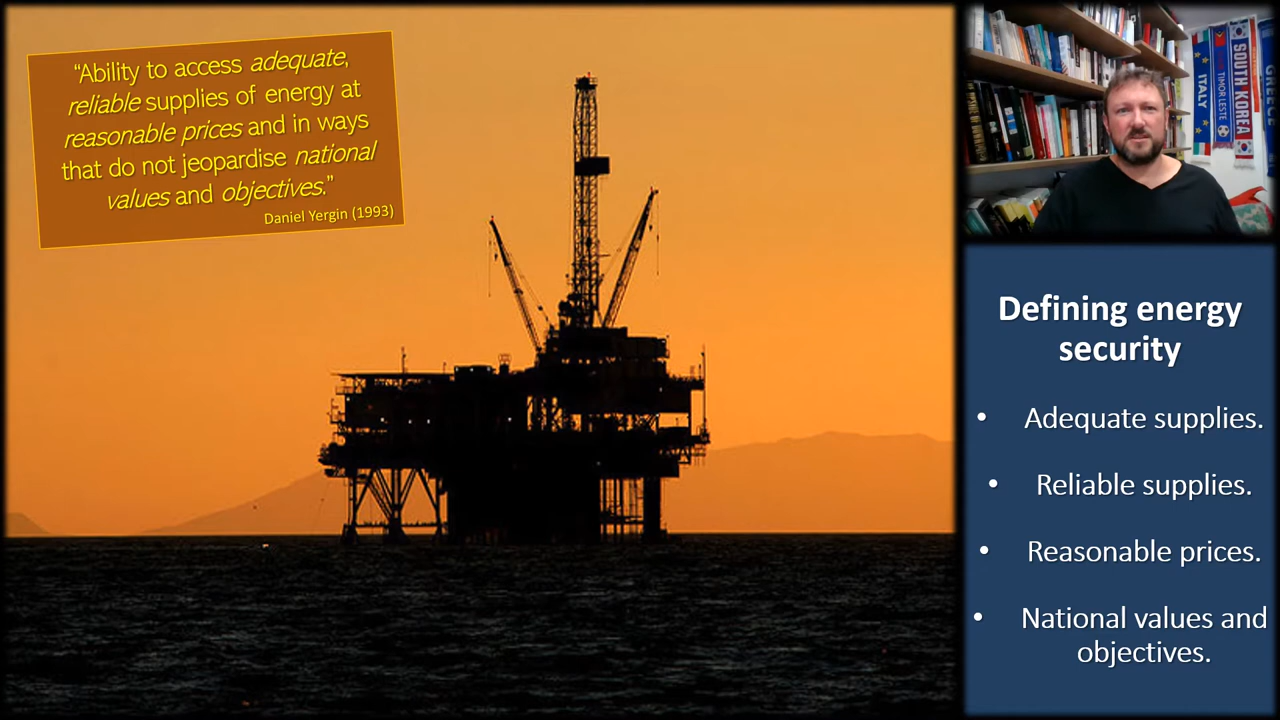 “Ability to access adequate,
reliable supplies of energy at
reasonable prices and in ways
that do not jeopardise national
values and objectives.”
Daniel Yergin (1993)
ITALY
TIMOR LESTE
SOUTH KOREA
GREECE
Defining energy
security
• Adequate supplies.
• Reliable supplies.
• Reasonable prices.
• National values and
objectives.